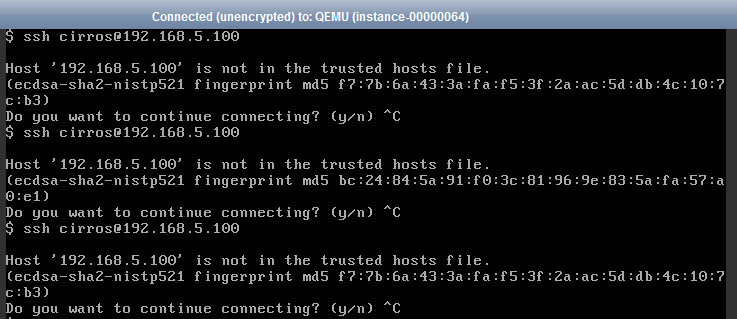 Connected (unencrypted) to: QEMU (instance-00000064)
$ ssh cirros@192.168.5.100
Host '192.168.5.100' is not in the trusted hosts file.
(ecdsa-sha2-nistp521 fingerprint md5 f7:7b:6a:43:3a:fa:f5:3f:2a:ac:5d:db:4c:10:7
c:b3)
Do you want to continue connecting? (y/n) ^C
$ ssh cirros@192.168.5.100
Host '192.168.5.100' is not in the trusted hosts file.
(ecdsa-sha2-nistp521 fingerprint md5 bc:24:84:5a:91:f0:3c:81:96:9e:83:5a:fa:57:a
0:e1)
Do you want to continue connecting? (y/n) ^C
$ ssh cirros@192.168.5.100
Host '192.168.5.100' is not in the trusted hosts file.
(ecdsa-sha2-nistp521 fingerprint md5 f7:7b:6a:43:3a:fa:f5:3f:2a:ac:5d:db:4c:10:7
c:b3)
Do you want to continue connecting? (y/n) ^C